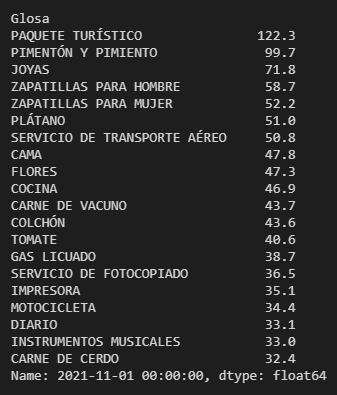 Glosa
PAQUETE TURÍSTICO 122.3
PIMENTÓN Y PIMIENTO 99.7
JOYAS 71.8
ZAPATILLAS PARA HOMBRE 58.7
ZAPATILLAS PARA MUJER 52.2
PLÁTANO 51.0
SERVICIO DE TRANSPORTE AÉREO 50.8
CAMA 47.8
FLORES 47.3
COCINA 46.9
CARNE DE VACUNO 43.7
COLCHÓN 43.6
TOMATE 40.6
GAS LICUADO 38.7
SERVICIO DE FOTOCOPIADO 36.5
IMPRESORA 35.1
MOTOCICLETA 34.4
DIARIO 33.1
INSTRUMENTOS MUSICALES 33.0
CARNE DE CERDO 32.4
Name: 2021-11-01 00:00:00, dtype: float64